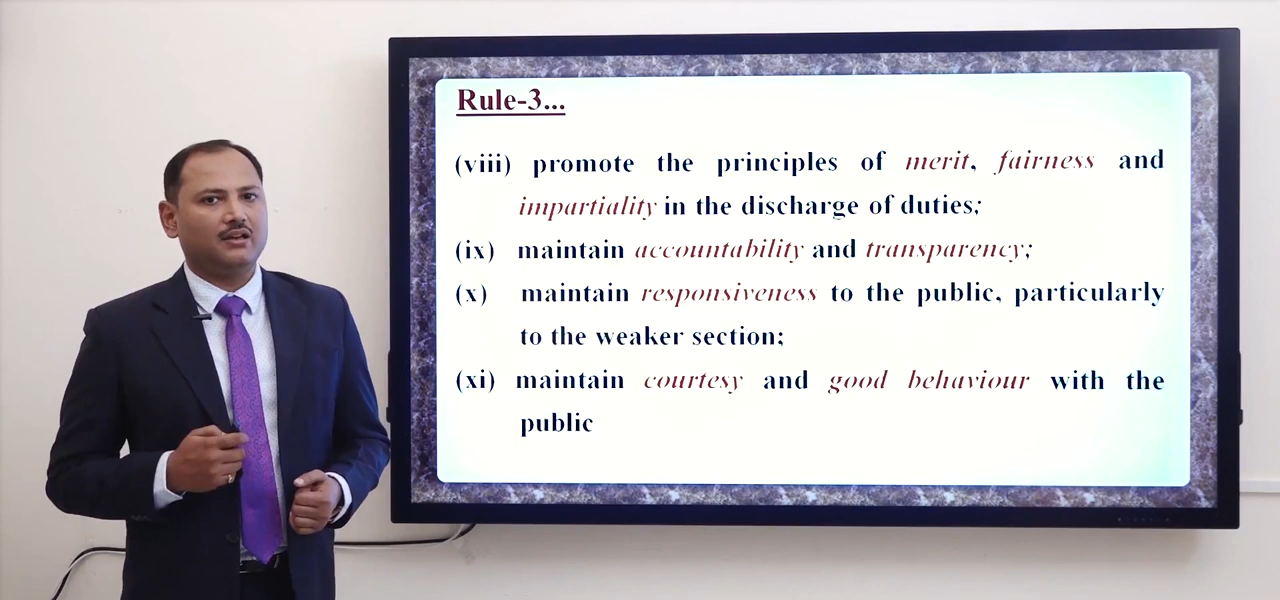 Rule-3...
(viii) promote the principles of merit, fairness and
impartiality in the discharge of duties;
(ix) maintain accountability and transparency;
(x) maintain responsiveness to the public, particularly
to the weaker section;
(xi) maintain courtesy and good behaviour with the
public